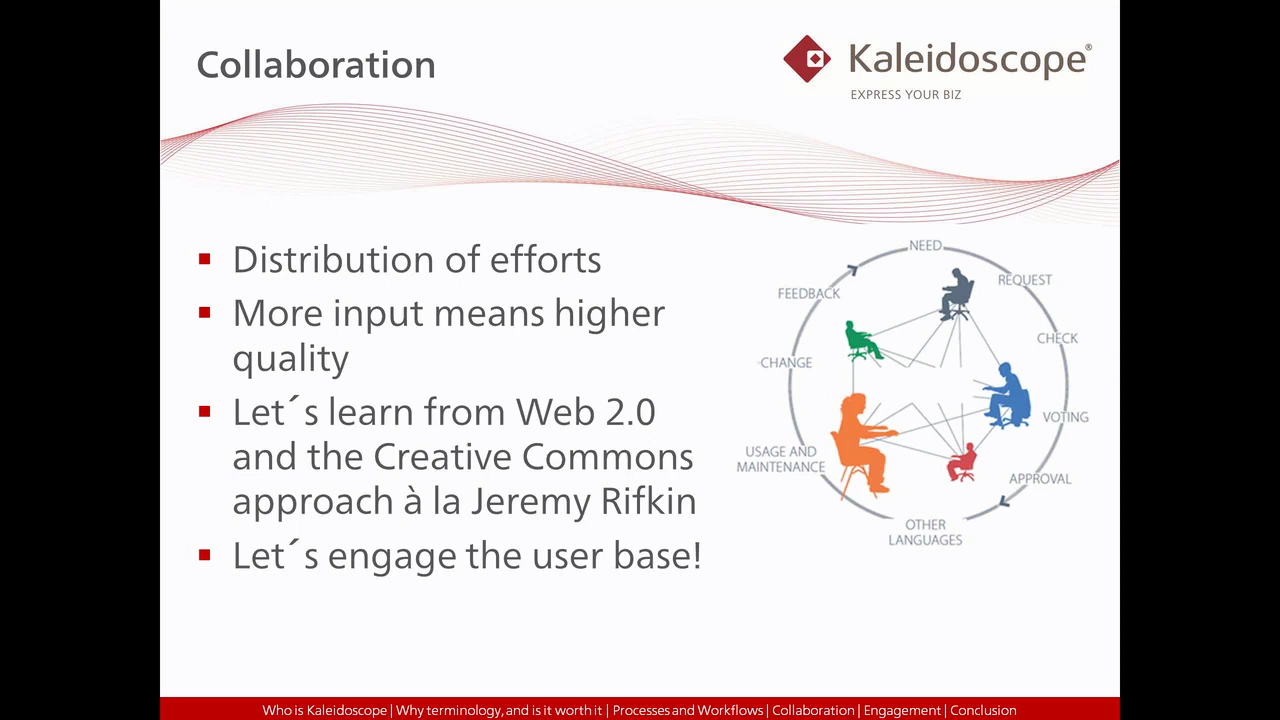 Collaboration
Kaleidoscope®
EXPRESS YOUR BIZ
▪ Distribution of efforts
▪ More input means higher
quality
▪ Let´s learn from Web 2.0
and the Creative Commons
approach à la Jeremy Rifkin
▪ Let´s engage the user base!
NEED
REQUEST
CHECK
VOTING
APPROVAL
OTHER
LANGUAGES
USAGE AND
MAINTENANCE
CHANGE
FEEDBACK
Who is Kaleidoscope | Why terminology, and is it worth it | Processes and Workflows | Collaboration | Engagement | Conclusion